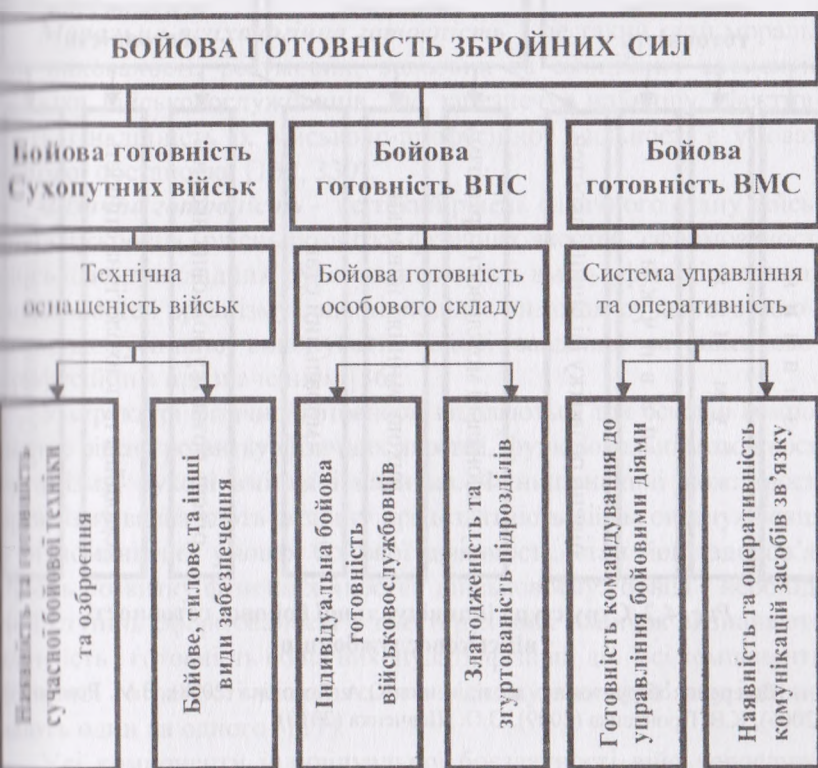 БОЙОВА ГОТОВНІСТЬ ЗБРОЙНИХ СИЛ
Бойова готовність
Сухопутних військ
Бойова
готовність ВПС
Бойова
готовність ВМС
Технічна
оснащеність військ
Бойова готовність
особового складу
Система управління
та оперативність
Наявність та
сучасної бойової техніки
та озброєння
Бойове, тилове та інші
види забезпечення
Індивідуальна бойова
готовність
військовослужбовців
Злагодженість та
згуртованість підрозділів
Готовність командування до
управління бойовими діями
Наявність та оперативність
комунікації засобів зв'язку